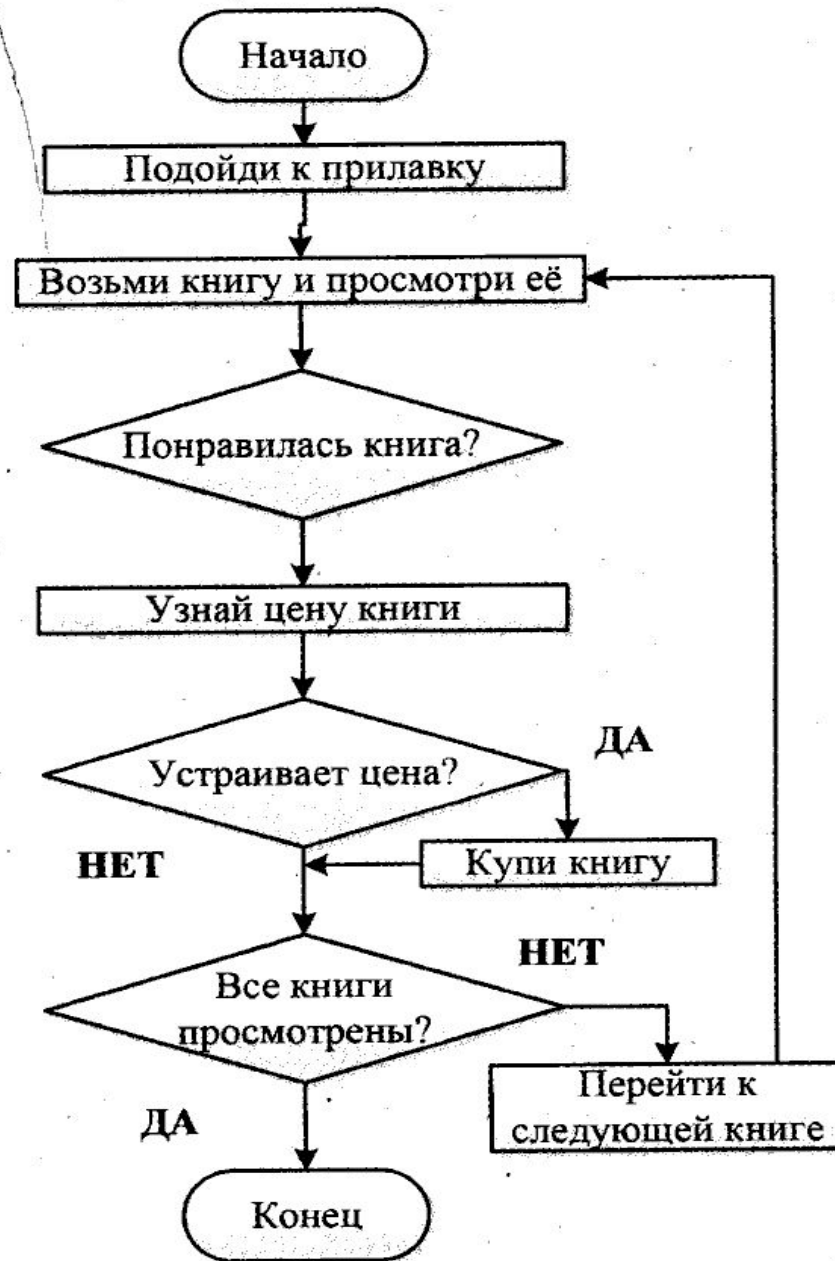 Начало
Подойди к прилавку
Возьми книгу и просмотри её
Понравилась книга?
Узнай цену книги
Устраивает цена?
ДА
НЕТ
Купи книгу
Все книги
просмотрены?
НЕТ
Перейти к
следующей книге
ДА
Конец